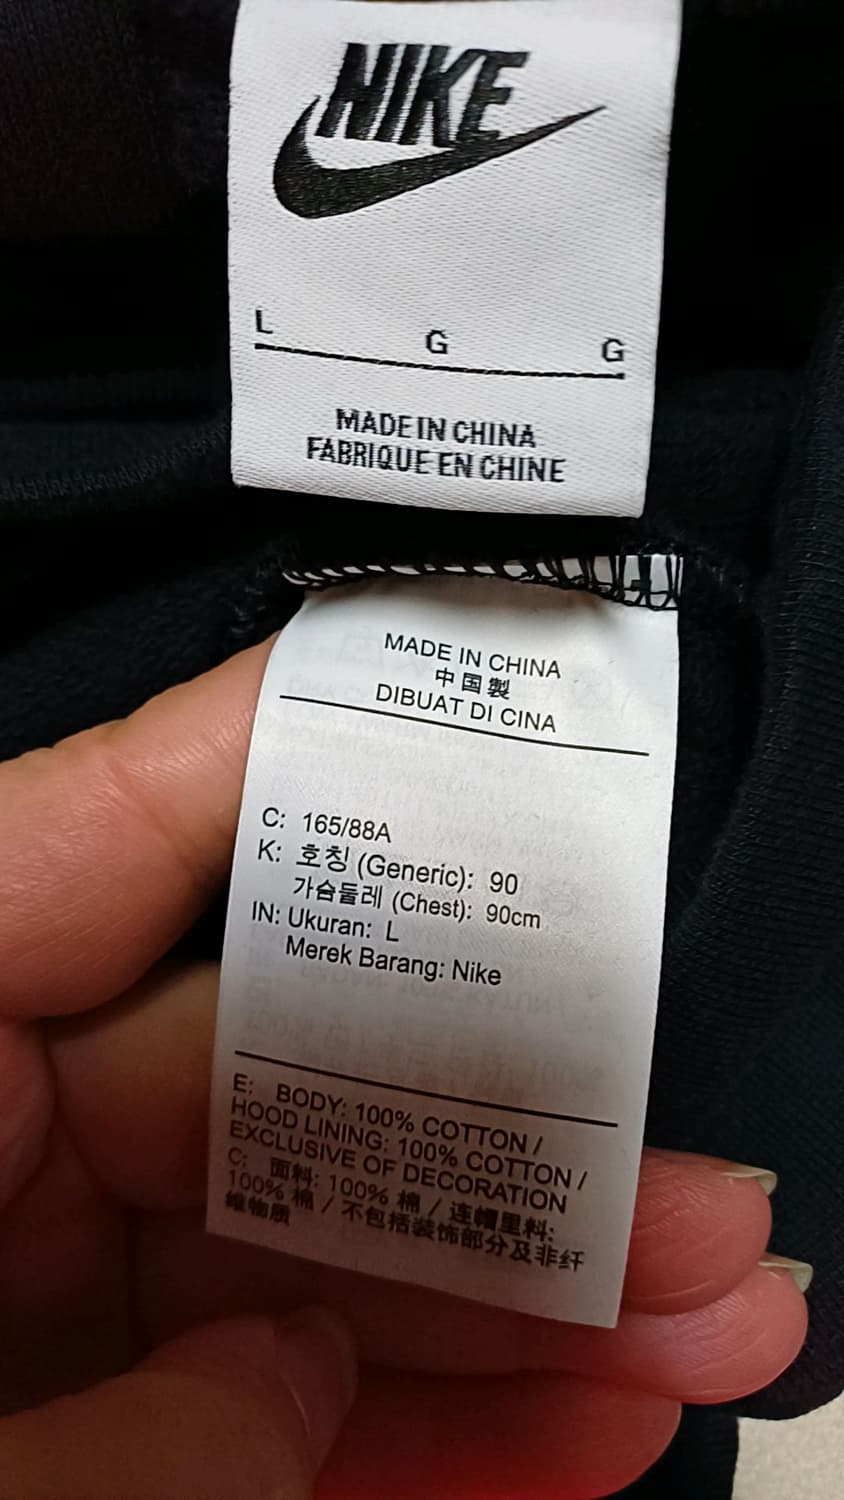 NIKE
L G G
MADE IN CHINA
FABRIQUE EN CHINE
MADE IN CHINA
中国製
DIBUAT DI CINA
C: 165/88A
K: 호칭 (Generic): 90
가슴둘레 (Chest): 90cm
IN: Ukuran: L
Merek Barang: Nike
E: BODY: 100% COTTON /
HOOD LINING: 100% COTTON /
EXCLUSIVE OF DECORATION
C: 面料: 100% 棉 / 连帽里料:
100% 棉 / 不包括装饰部分及非纤
维物质